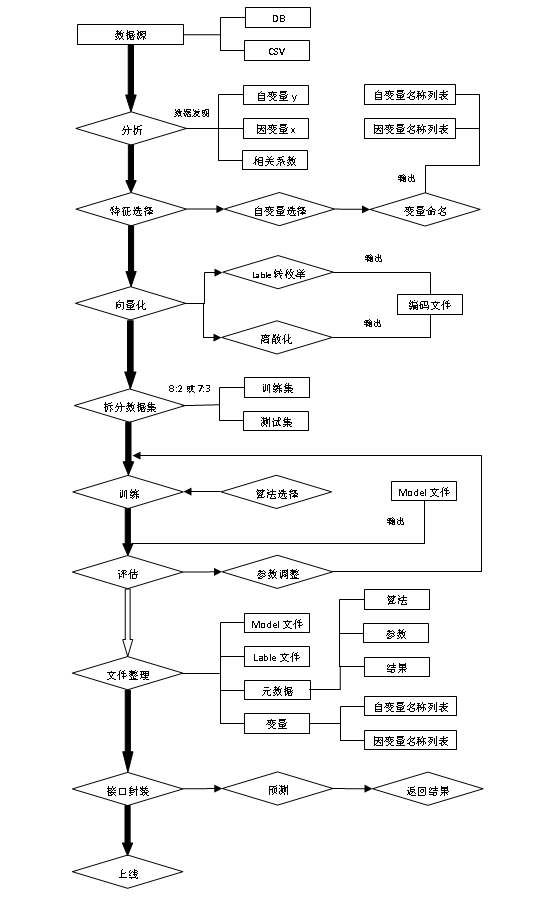 DB
数据源
CSV
数据发现
自变量 y
自变量名称列表
分析
因变量 x
因变量名称列表
相关系数
输出
特征选择
自变量选择
变量命名
Lable 转枚举
输出
向量化
编码文件
离散化
输出
8:2 或 7:3
训练集
拆分数据集
测试集
训练
算法选择
Model 文件
输出
评估
参数调整
算法
Model 文件
参数
Lable 文件
结果
文件整理
元数据
自变量名称列表
变量
因变量名称列表
接口封装
预测
返回结果
上线